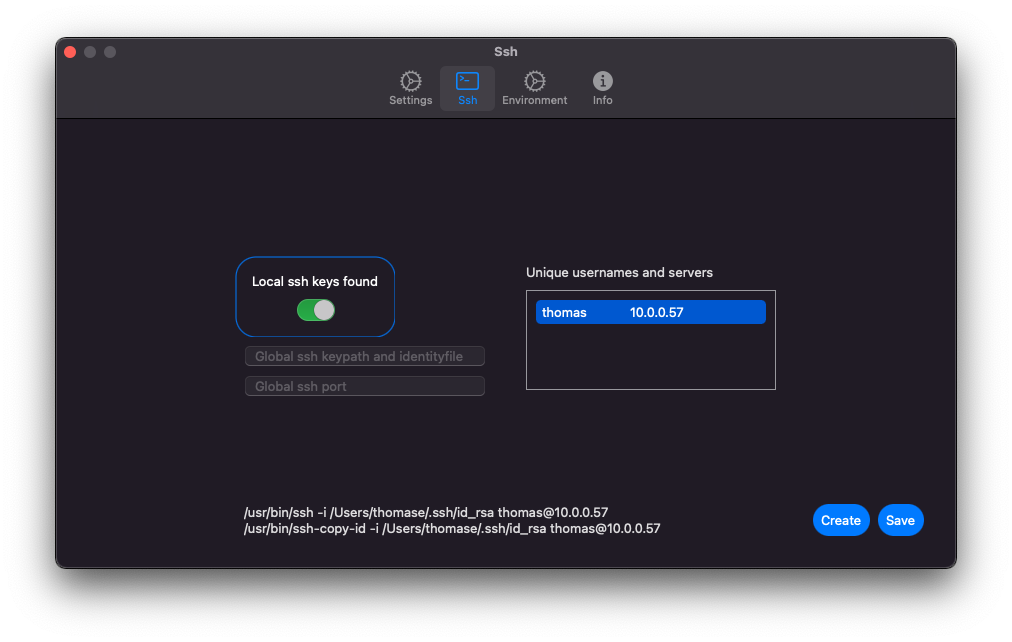 Ssh
Settings
Ssh
Environment
Info
Local ssh keys found
Global ssh keypath and identityfile
Global ssh port
Unique usernames and servers
thomas 10.0.0.57
/usr/bin/ssh -i /Users/thomase/.ssh/id_rsa thomas@10.0.0.57
/usr/bin/ssh-copy-id -i /Users/thomase/.ssh/id_rsa thomas@10.0.0.57
Create
Save